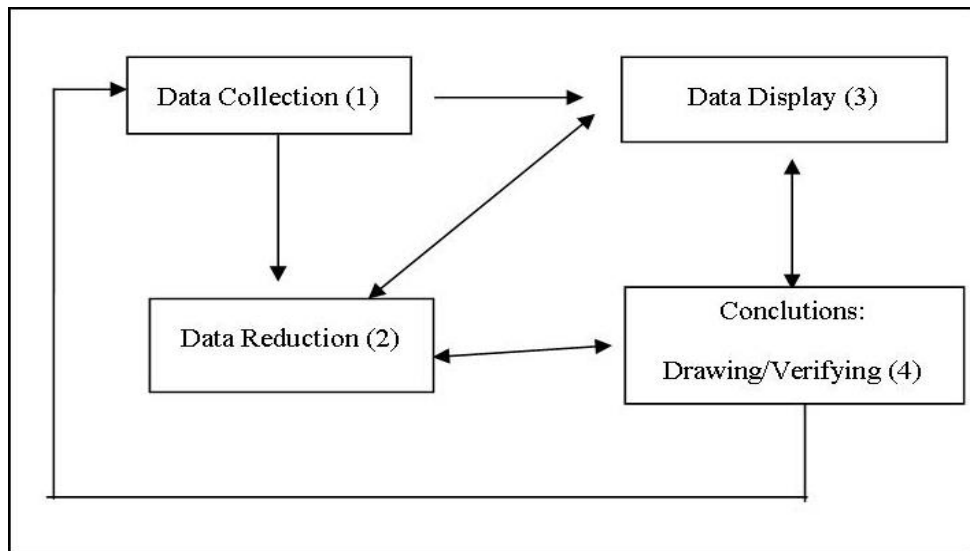 Data Collection (1)
Data Display (3)
Data Reduction (2)
Conclutions:
Drawing/Verifying (4)